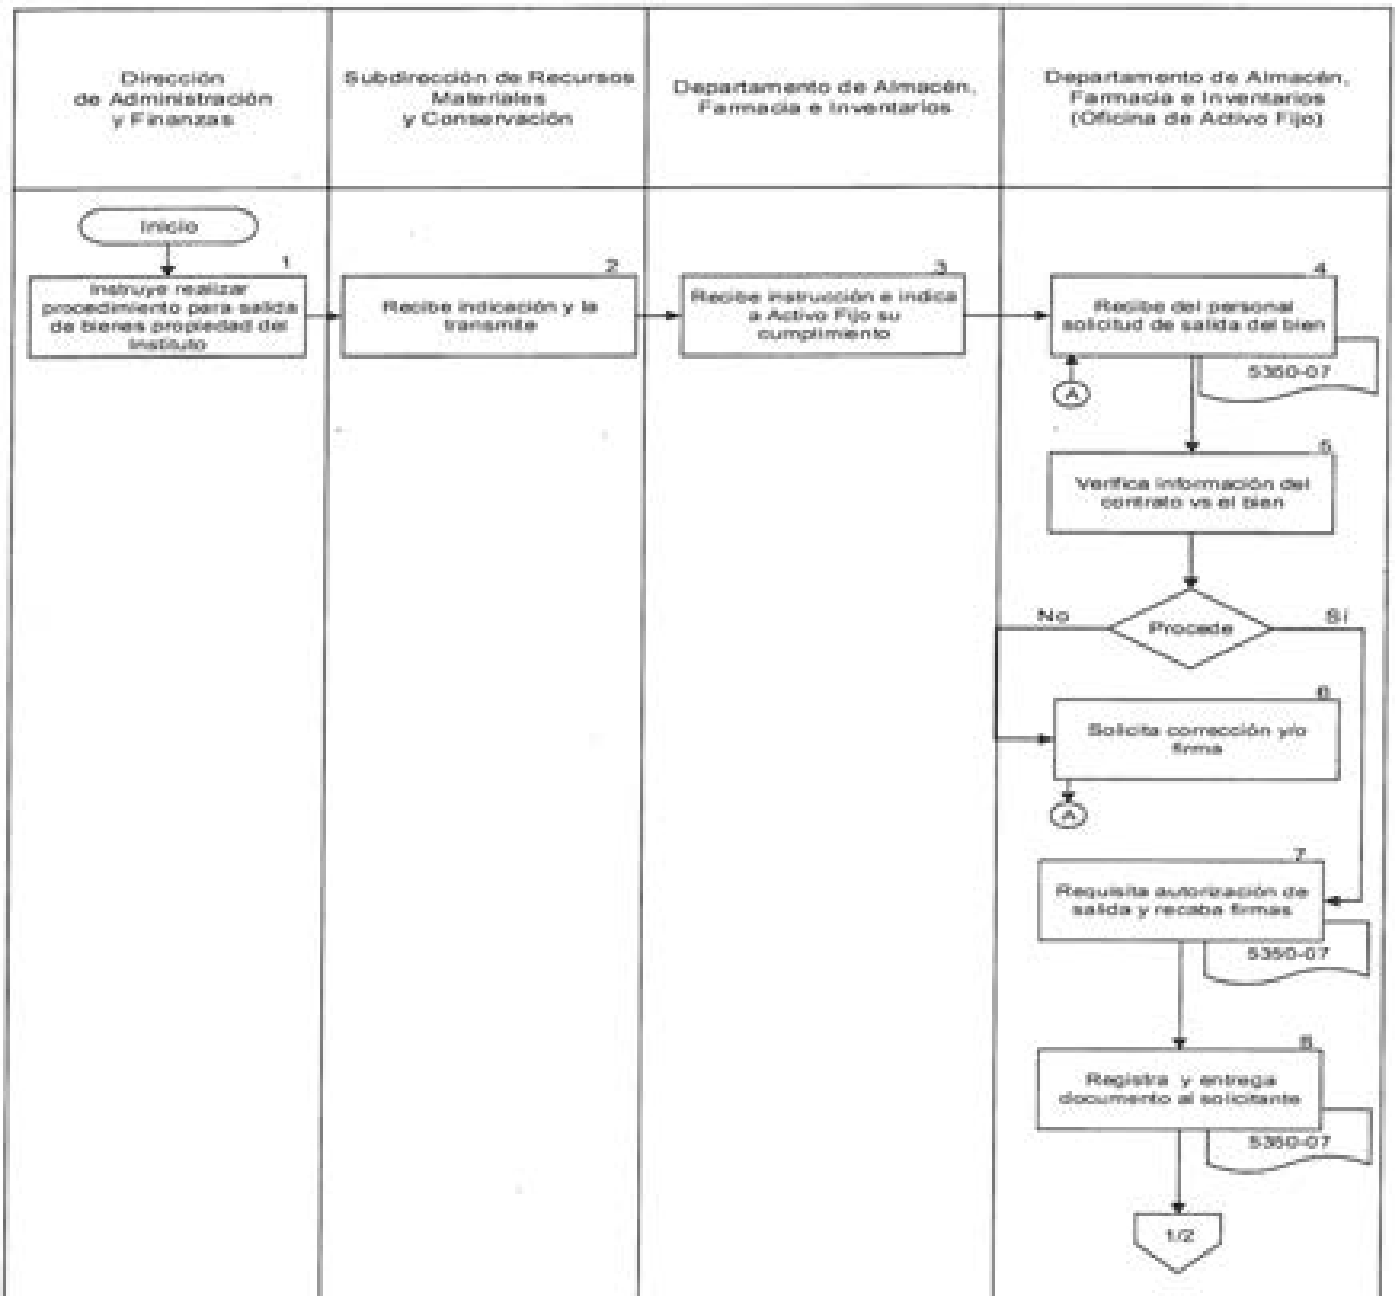 Dirección
de Administración
y Finanzas
Subdirección de Recursos
Materiales
y Conservación
Departamento de Almacén,
Farmacia e Inventarios
Departamento de Almacén,
Farmacia e Inventarios
(Oficina de Activo Fijo)
Inicio
1
Instruye realizar
procedimiento para salida
de bienes propiedad del
Instituto
2
Recibe indicación y la
transmite
3
Recibe instrucción e indica
a Activo Fijo su
cumplimiento
4
Recibe del personal
solicitud de salida del bien
5350-07
A
5
Verifica información del
contrato vs el bien
No
Procede
Sí
6
Solicita corrección y/o
firma
A
7
Requisita autorización de
salida y recaba firmas
5350-07
8
Registra y entrega
documento al solicitante
5350-07
1/2